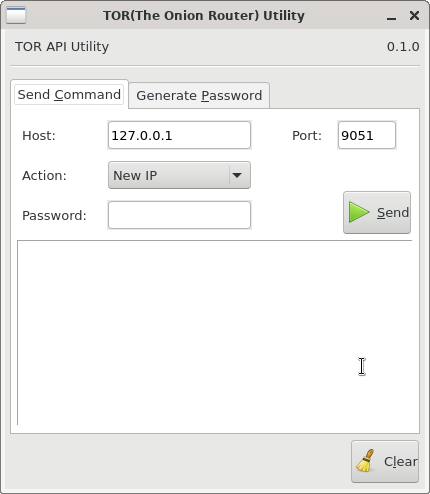 TOR(The Onion Router) Utility
TOR API Utility 0.1.0
Send Command Generate Password
Host: 127.0.0.1 Port: 9051
Action: New IP
Password: Send
Clear